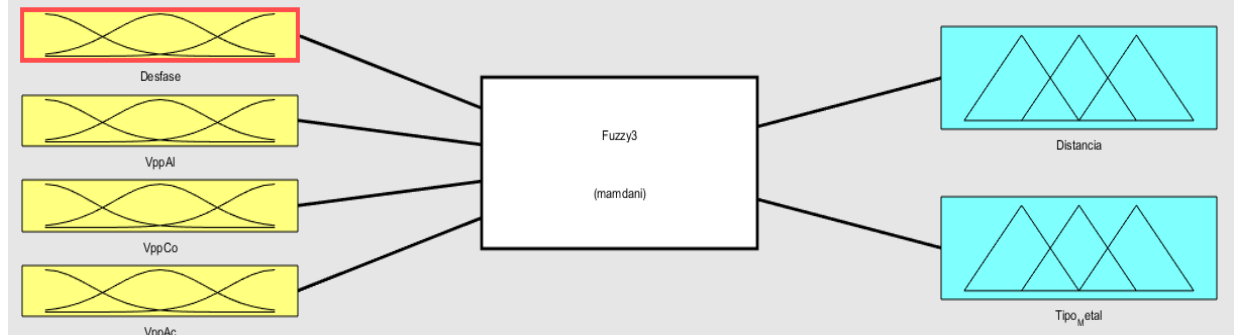 Desfase
VppAl
VppCo
VppAc
Fuzzy3
(mamdani)
Distancia
Tipo_Metal